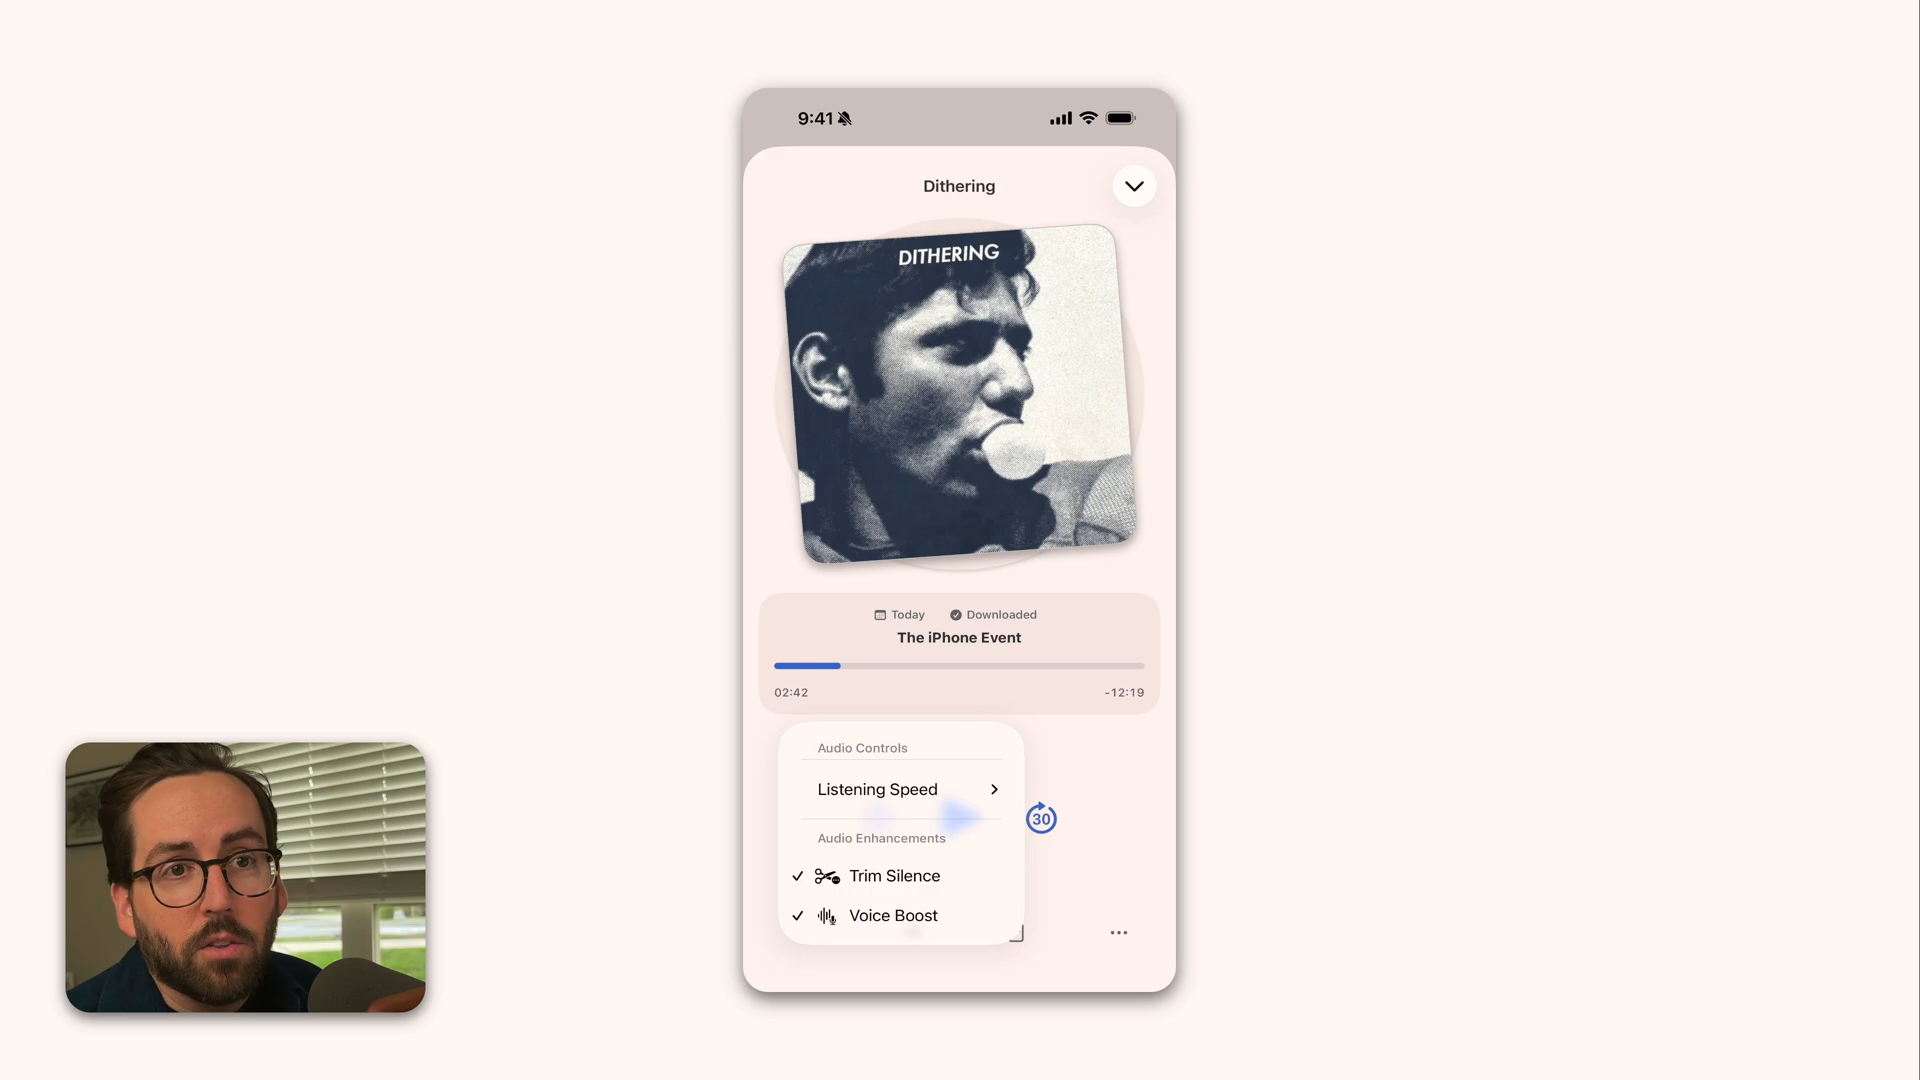 9:41
Dithering
DITHERING
Today Downloaded
The iPhone Event
02:42 -12:19
Audio Controls
Listening Speed
30
Audio Enhancements
Trim Silence
Voice Boost